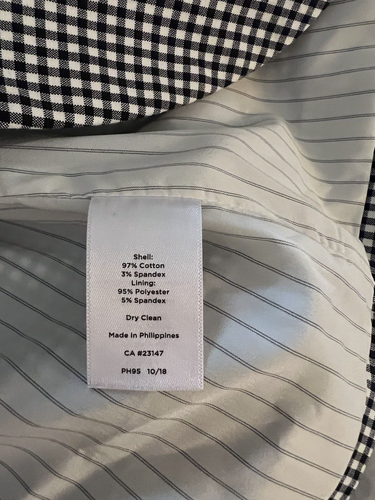 Shell:
97% Cotton
3% Spandex
Lining:
95% Polyester
5% Spandex
Dry Clean
Made in Philippines
CA #23147
PH95 10/18